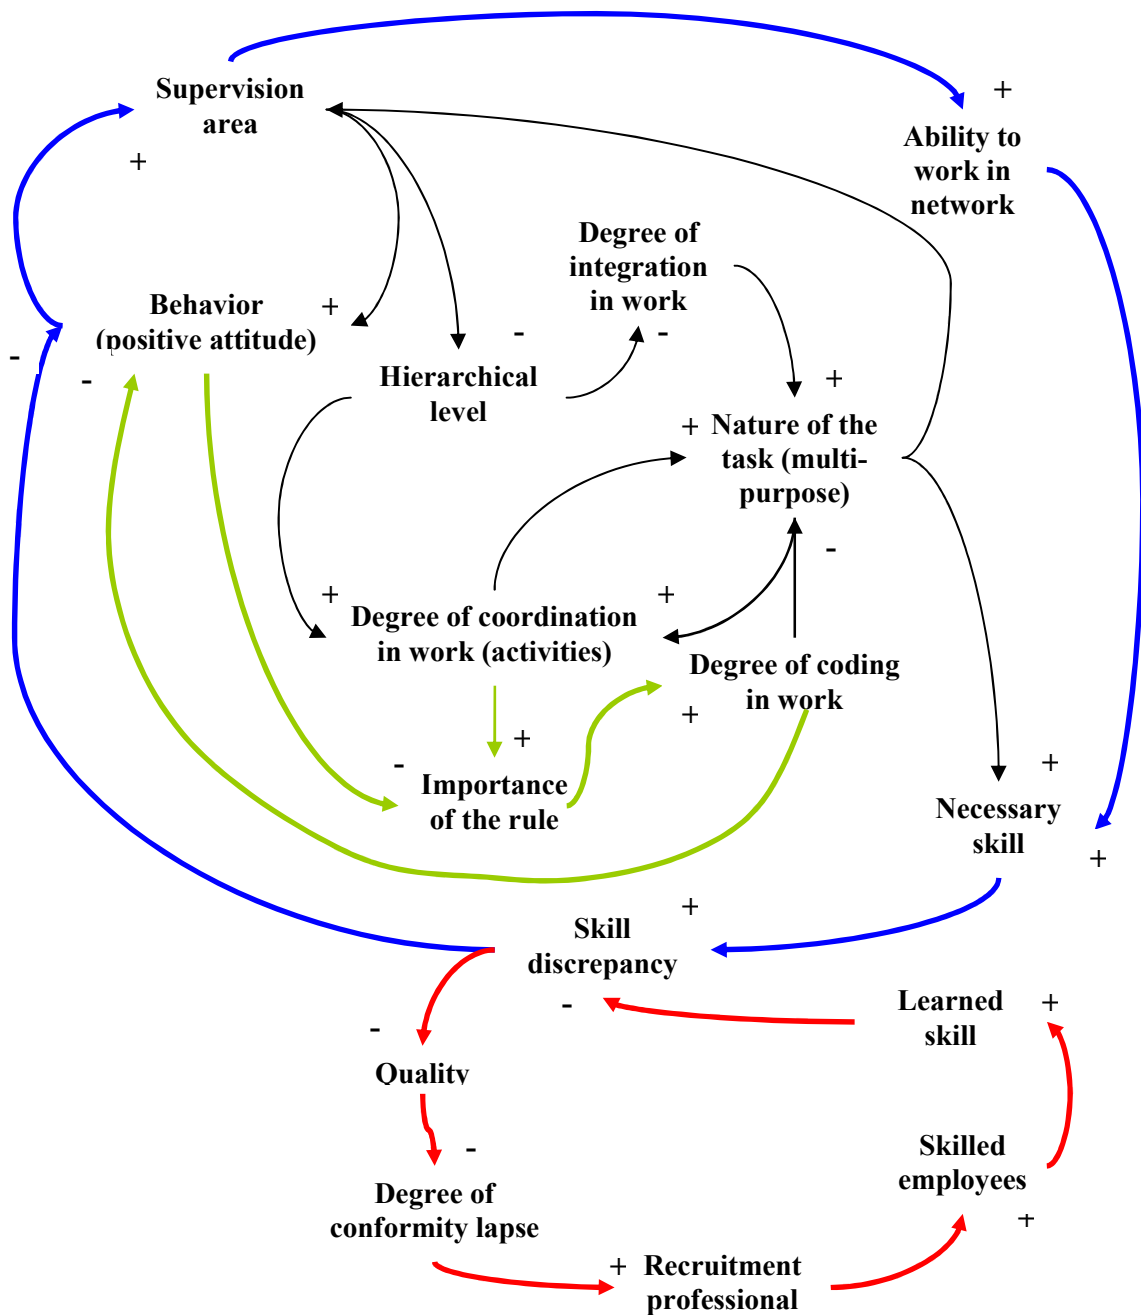 Supervision
area
+
+
Ability to
work in
network
Degree of
integration
in work
Behavior
(positive attitude)
+
-
-
-
-
Hierarchical
level
+
+
Nature of the
task (multi-
purpose)
-
+
Degree of coordination
in work (activities)
+
Degree of coding
in work
+
+
-
Importance
of the rule
+
Necessary
skill
+
+
Skill
discrepancy
-
Learned
skill
+
-
Quality
-
Degree of
conformity lapse
Skilled
employees
+
+
Recruitment
professional